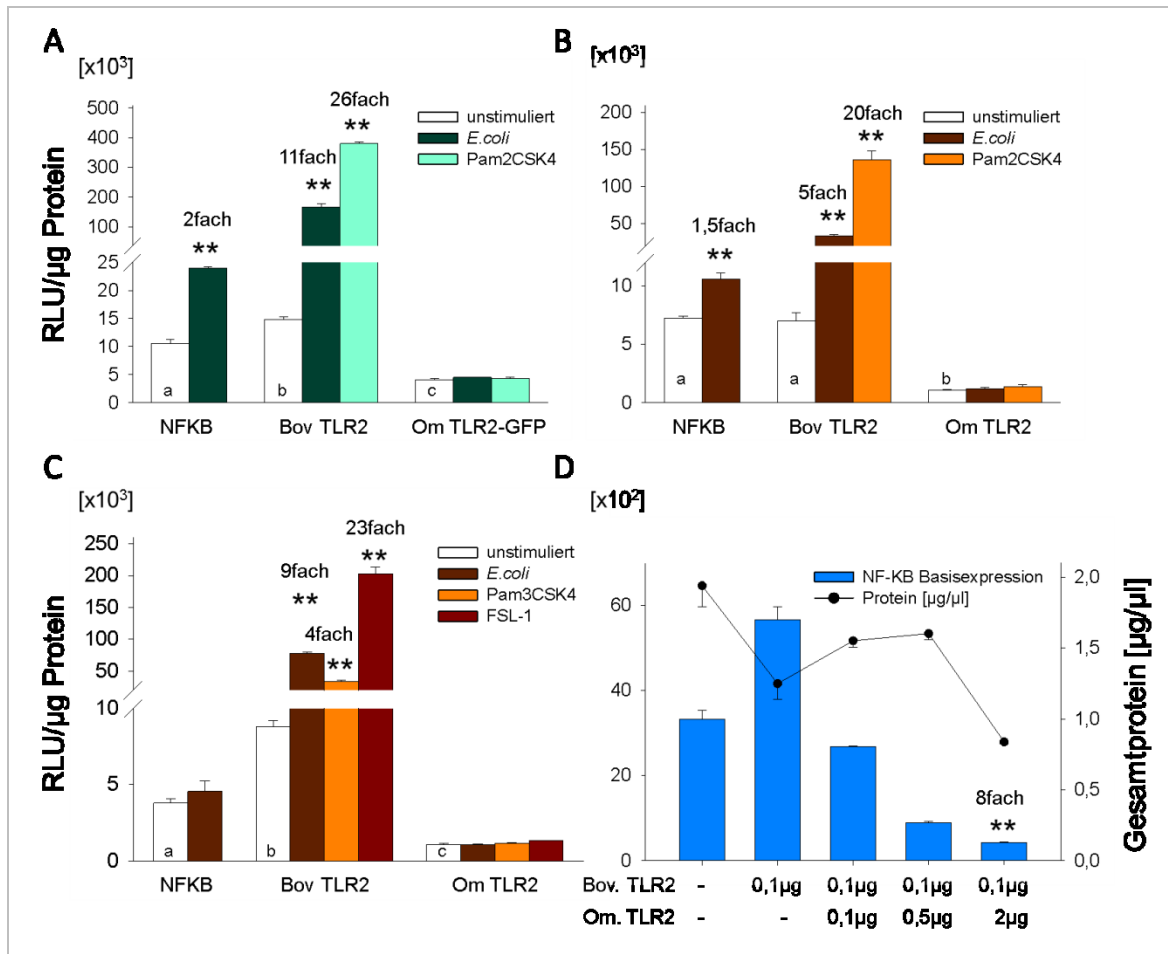 A
[x10³]
RLU/µg Protein
500
400
300
200
100
25
20
15
10
5
0
2fach
**
11fach
**
26fach
**
unstimuliert
E.coli
Pam2CSK4
a
b
c
NFKB
Bov TLR2
Om TLR2-GFP
B
[x10³]
150
100
50
10
5
0
1,5fach
**
5fach
**
20fach
**
unstimuliert
E.coli
Pam2CSK4
a
a
b
NFKB
Bov TLR2
Om TLR2
C
[x10³]
RLU/µg Protein
250
200
150
100
50
10
5
0
9fach
**
4fach
**
23fach
**
unstimuliert
E.coli
Pam3CSK4
FSL-1
a
b
c
NFKB
Bov TLR2
Om TLR2
D
[x10²]
60
40
20
0
NF-KB Basisexpression
Protein [µg/µl]
8fach
**
2,0
1,5
1,0
0,5
0,0
Gesamtprotein [µg/µl]
Bov. TLR2 - 0,1µg 0,1µg 0,1µg 0,1µg
Om. TLR2 - - 0,1µg 0,5µg 2µg